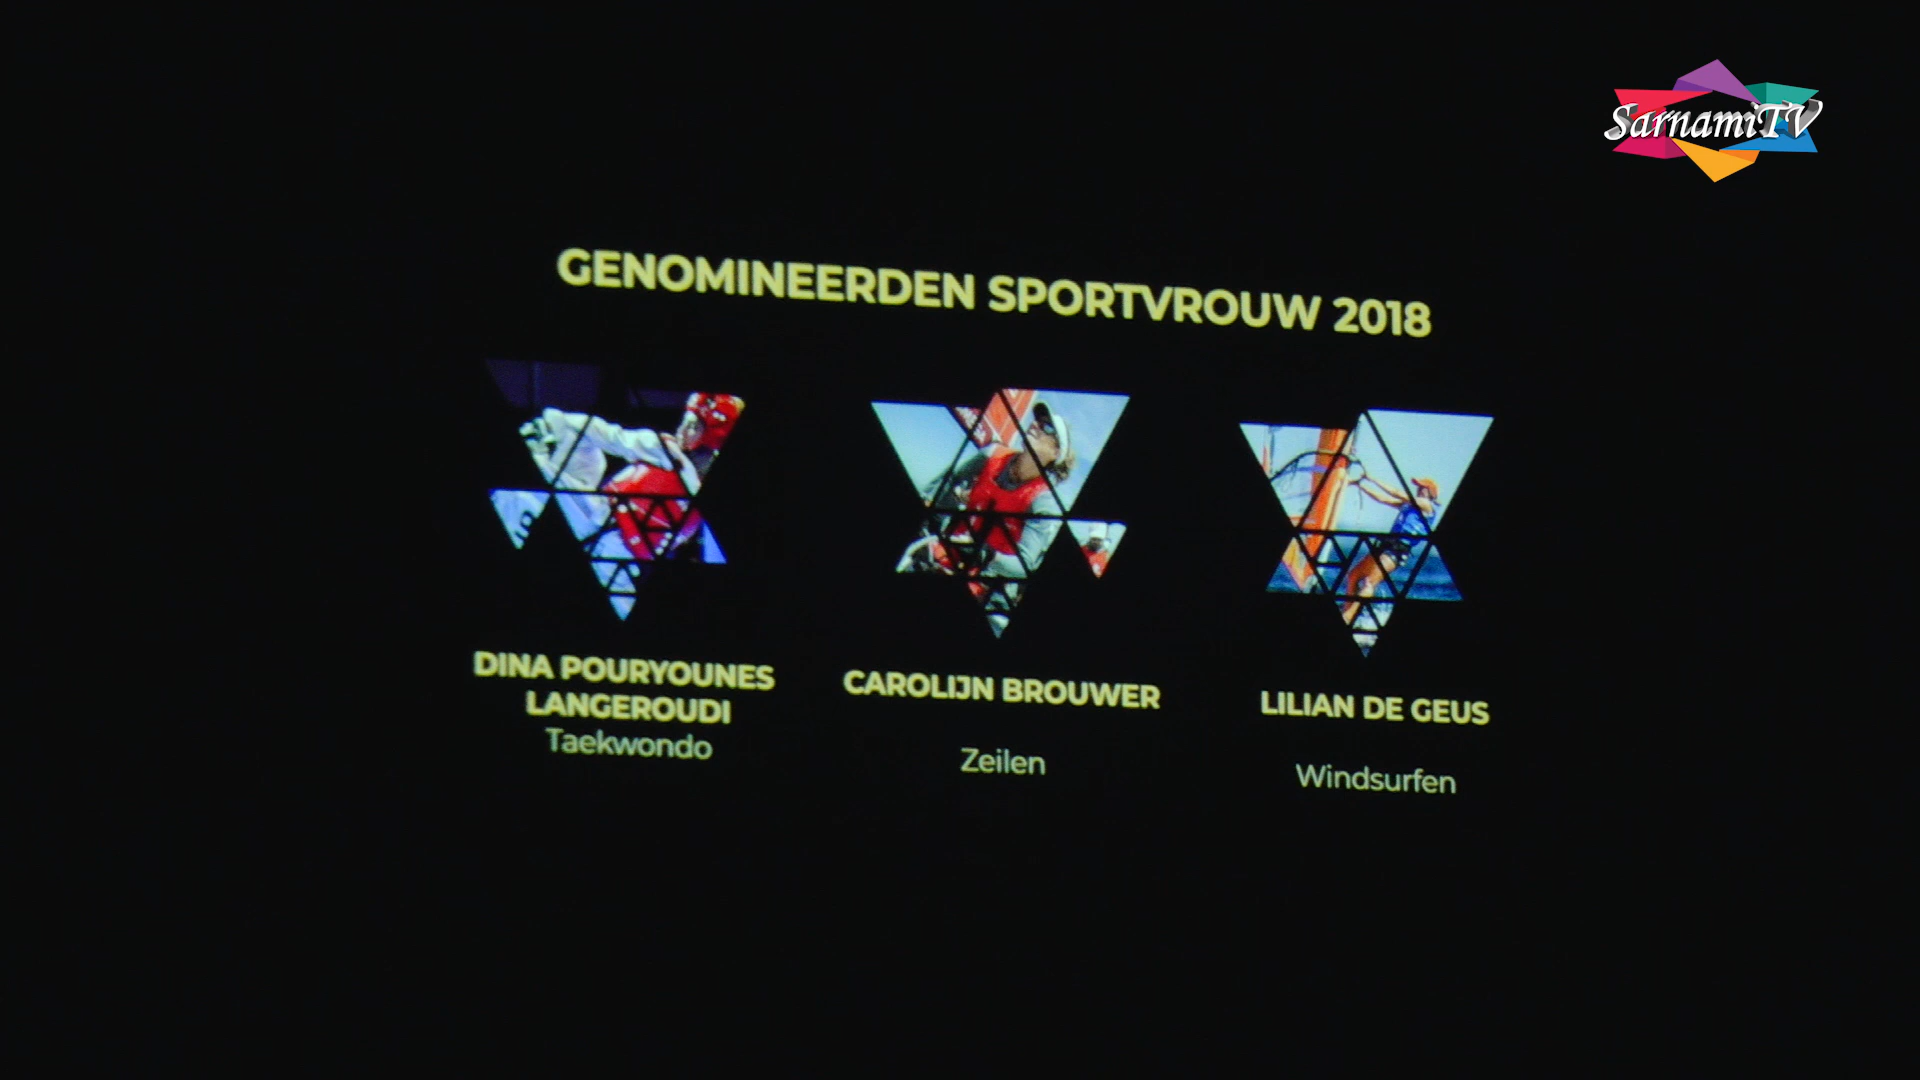 SarnamiTV
GENOMINEERDEN SPORTVROUW 2018
DINA POURYOUNES
LANGEROUDI
Taekwondo
CAROLIJN BROUWER
Zeilen
LILIAN DE GEUS
Windsurfen